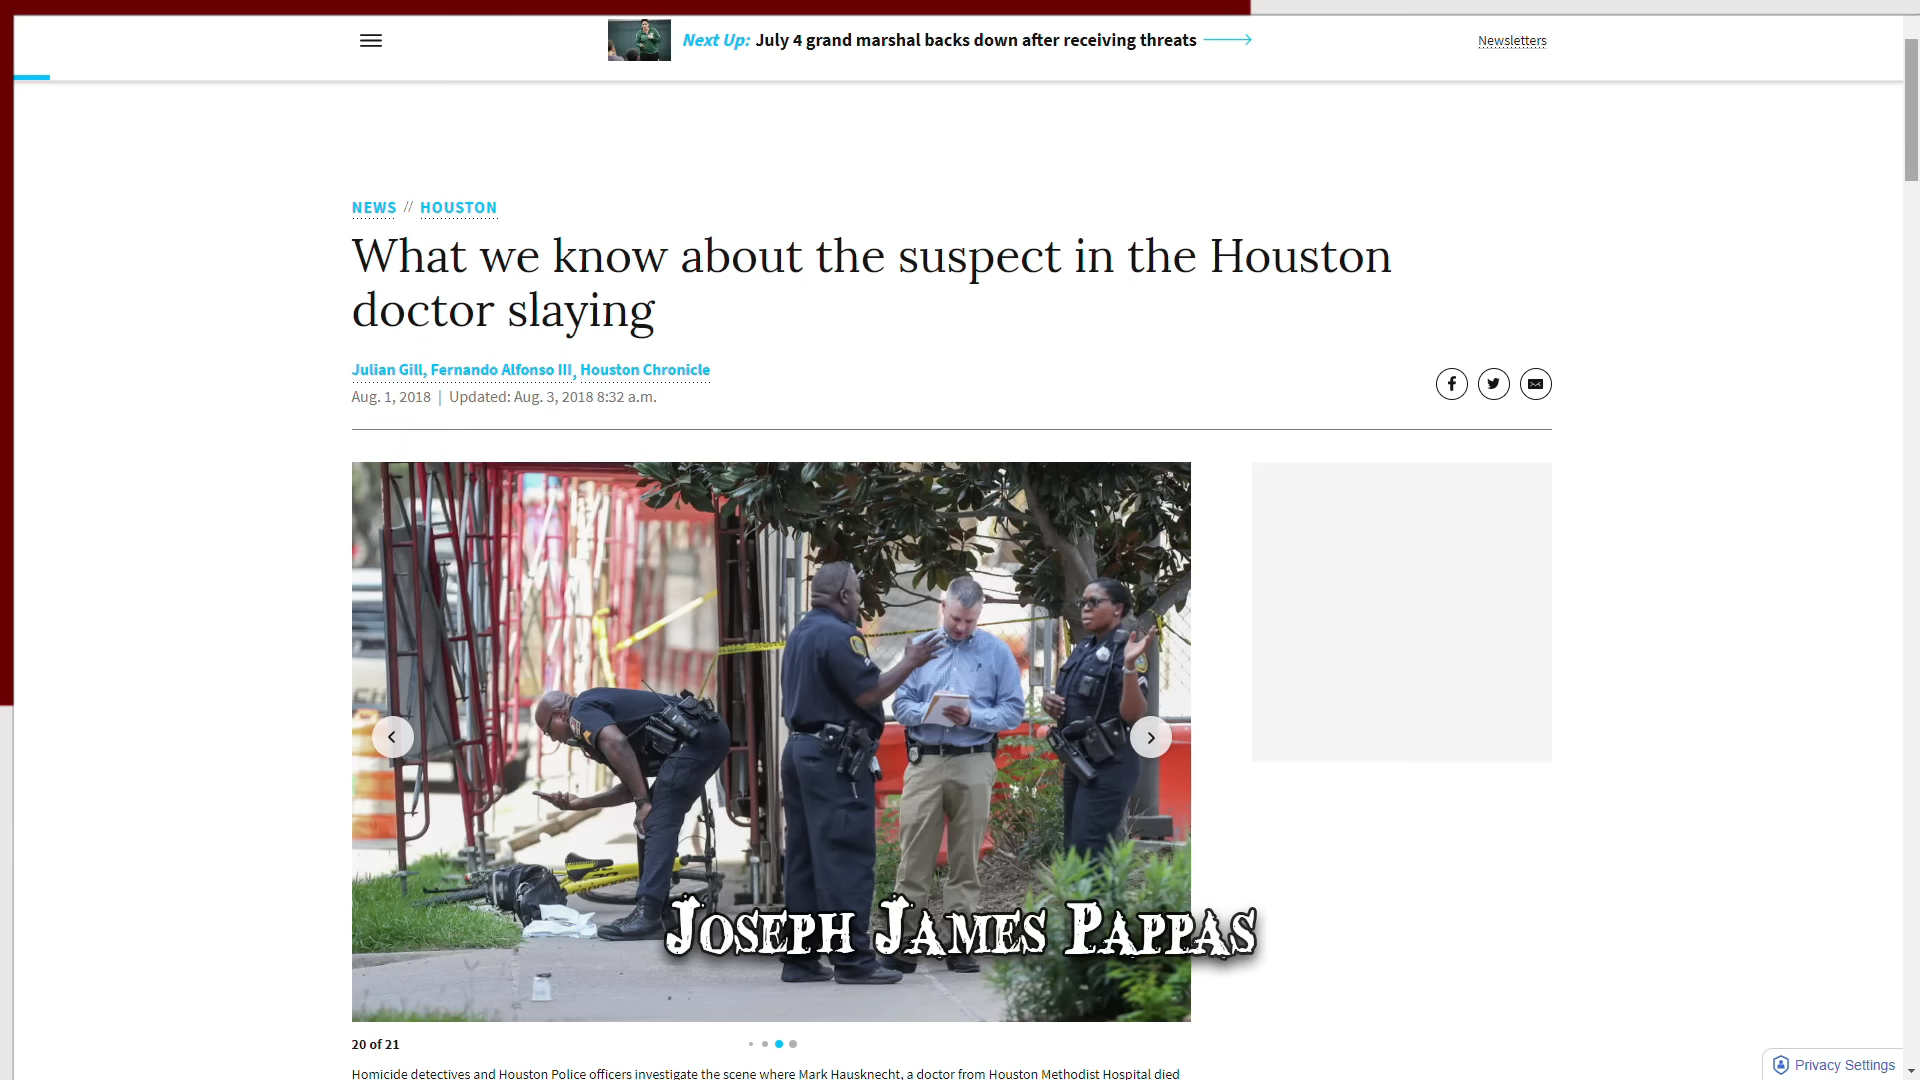 Next Up: July 4 grand marshal backs down after receiving threats
Newsletters
NEWS // HOUSTON
What we know about the suspect in the Houston
doctor slaying
Julian Gill, Fernando Alfonso III, Houston Chronicle
Aug. 1, 2018 | Updated: Aug. 3, 2018 8:32 a.m.
Joseph James Pappas
20 of 21
Homicide detectives and Houston Police officers investigate the scene where Mark Hausknecht, a doctor from Houston Methodist Hospital died
Privacy Settings